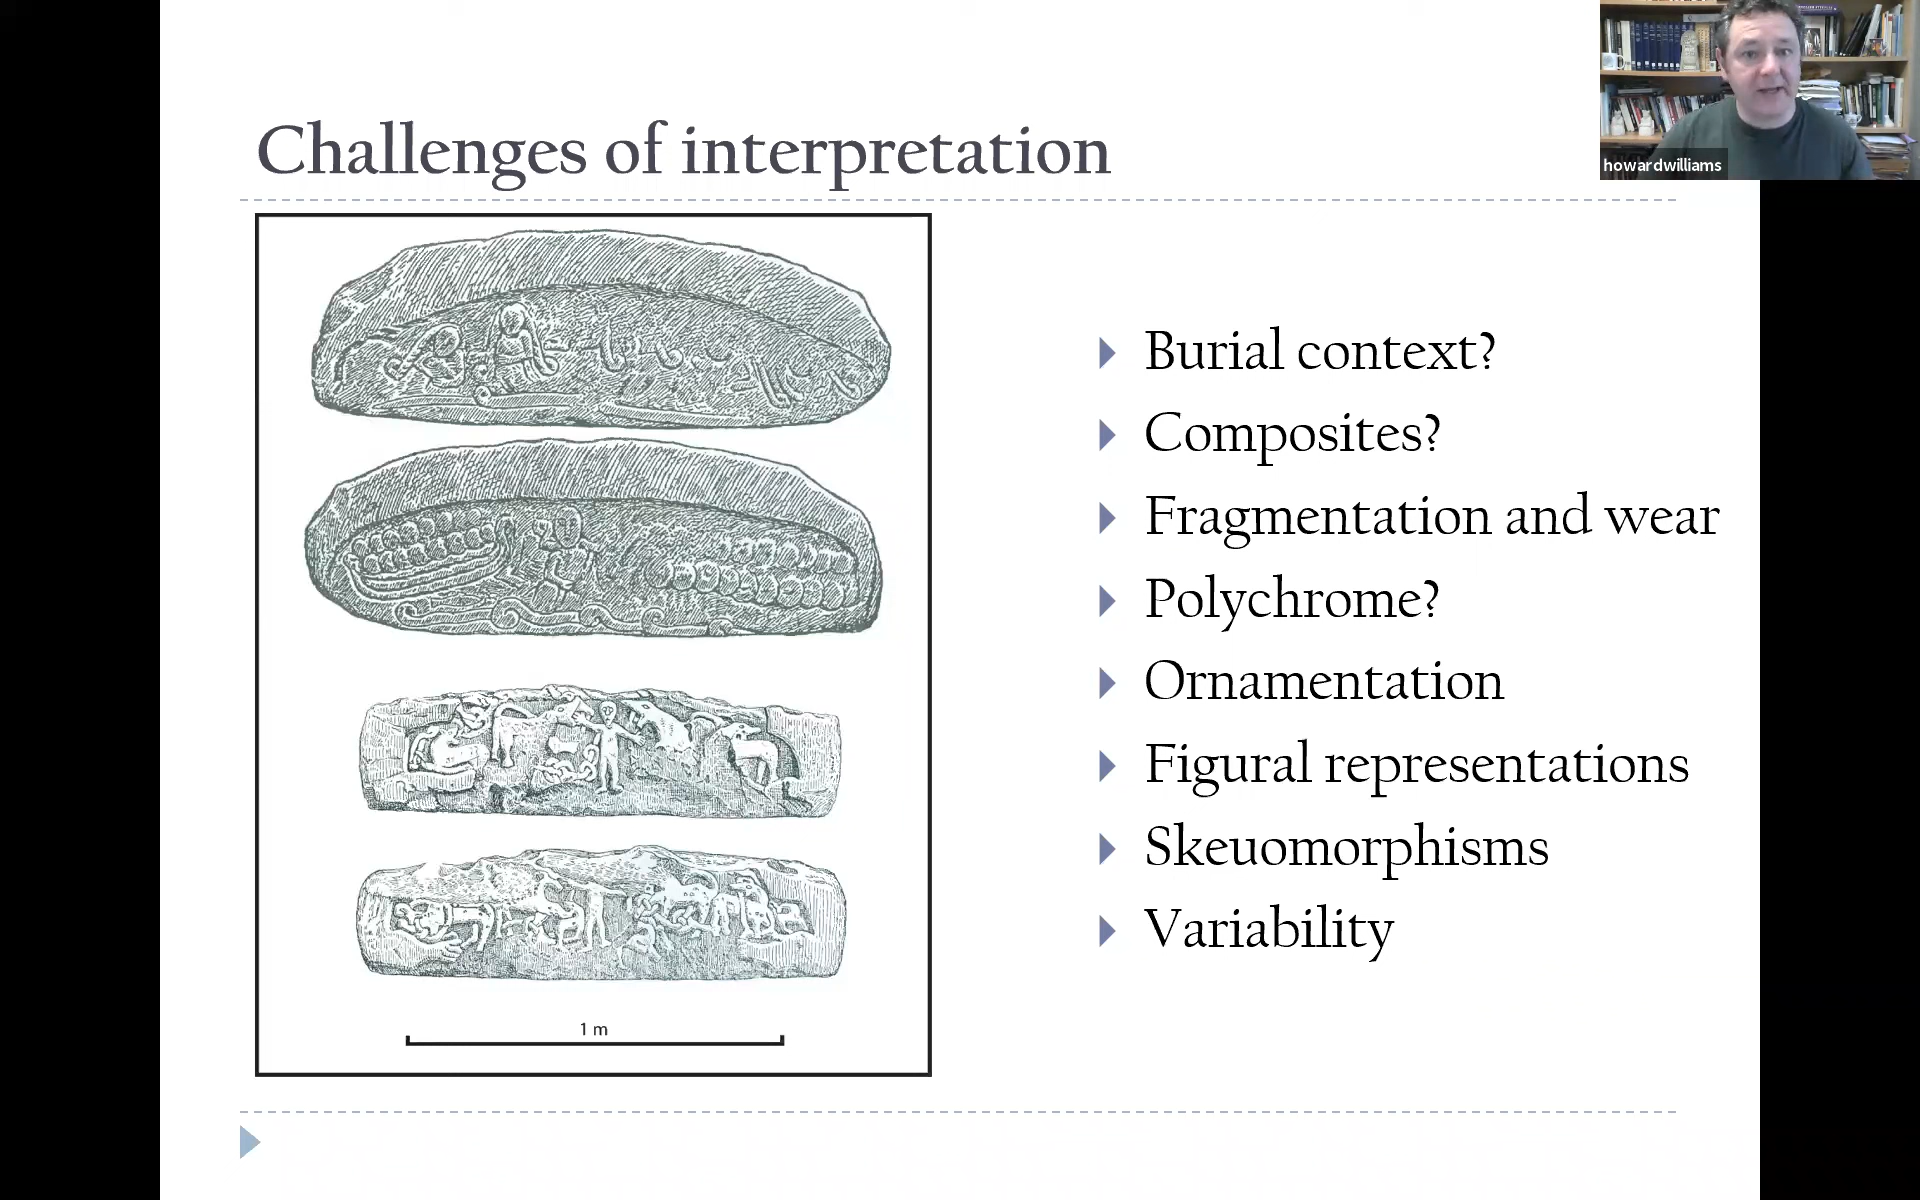 howardwilliams
Challenges of interpretation
1 m
Burial context?
Composites?
Fragmentation and wear
Polychrome?
Ornamentation
Figural representations
Skeuomorphisms
Variability